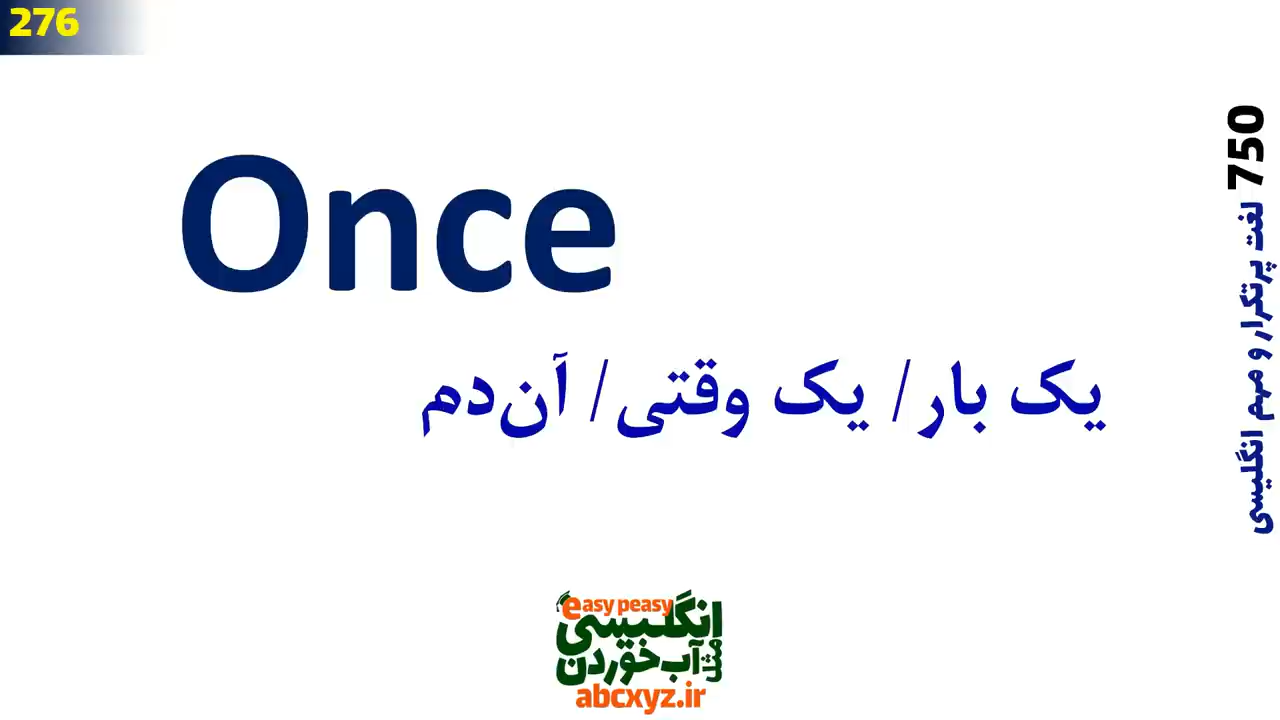 276
Once
یک بار/ یک وقتی/ آن‌دم
750 لغت پرتکرار و مهم انگلیسی
easy peasy
انگلیسی
مثل آب خوردن
abcxyz.ir